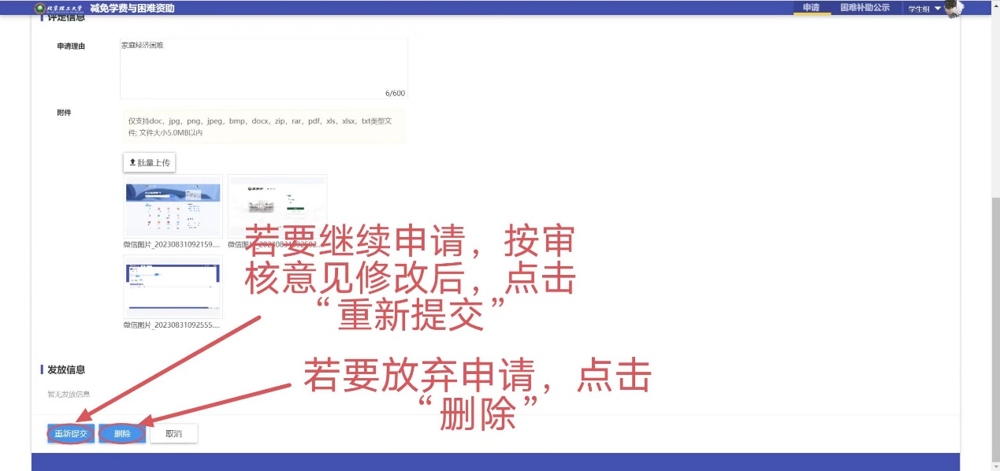 北京理工大学 减免学费与困难资助 申请 困难补助公示 学生组
评定信息
申请理由
家庭经济困难
6/600
附件
仅支持doc, jpg, png, jpeg, bmp, docx, zip, rar, pdf, xls, xlsx, txt类型文
件; 文件大小5.0MB以内
批量上传
微信图片_20230831092159....
若要继续申请，按审
核意见修改后，点击
“重新提交”
微信图片_20230831092555....
发放信息
暂无发放信息
若要放弃申请，点击
“删除”
重新提交 删除 取消